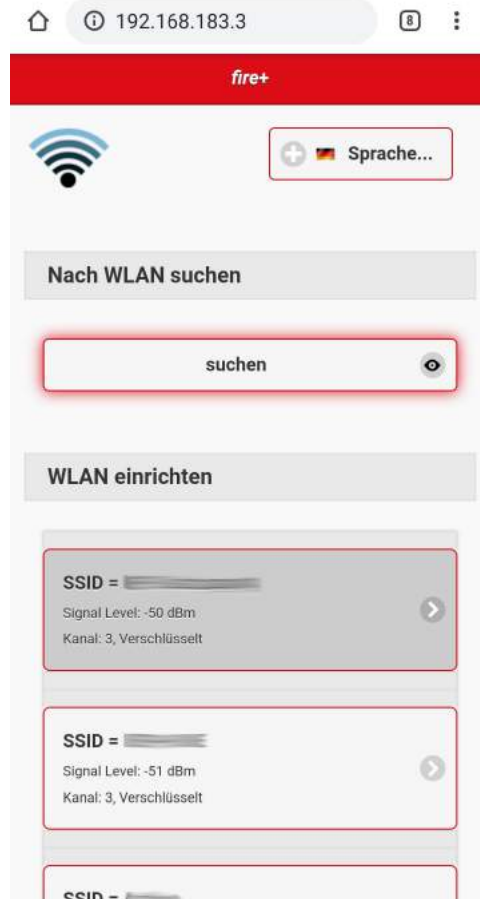 192.168.183.3
8
fire+
Sprache...
Nach WLAN suchen
suchen
WLAN einrichten
SSID =
Signal Level: -50 dBm
Kanal: 3, Verschlüsselt
SSID =
Signal Level: -51 dBm
Kanal: 3, Verschlüsselt
SSID =